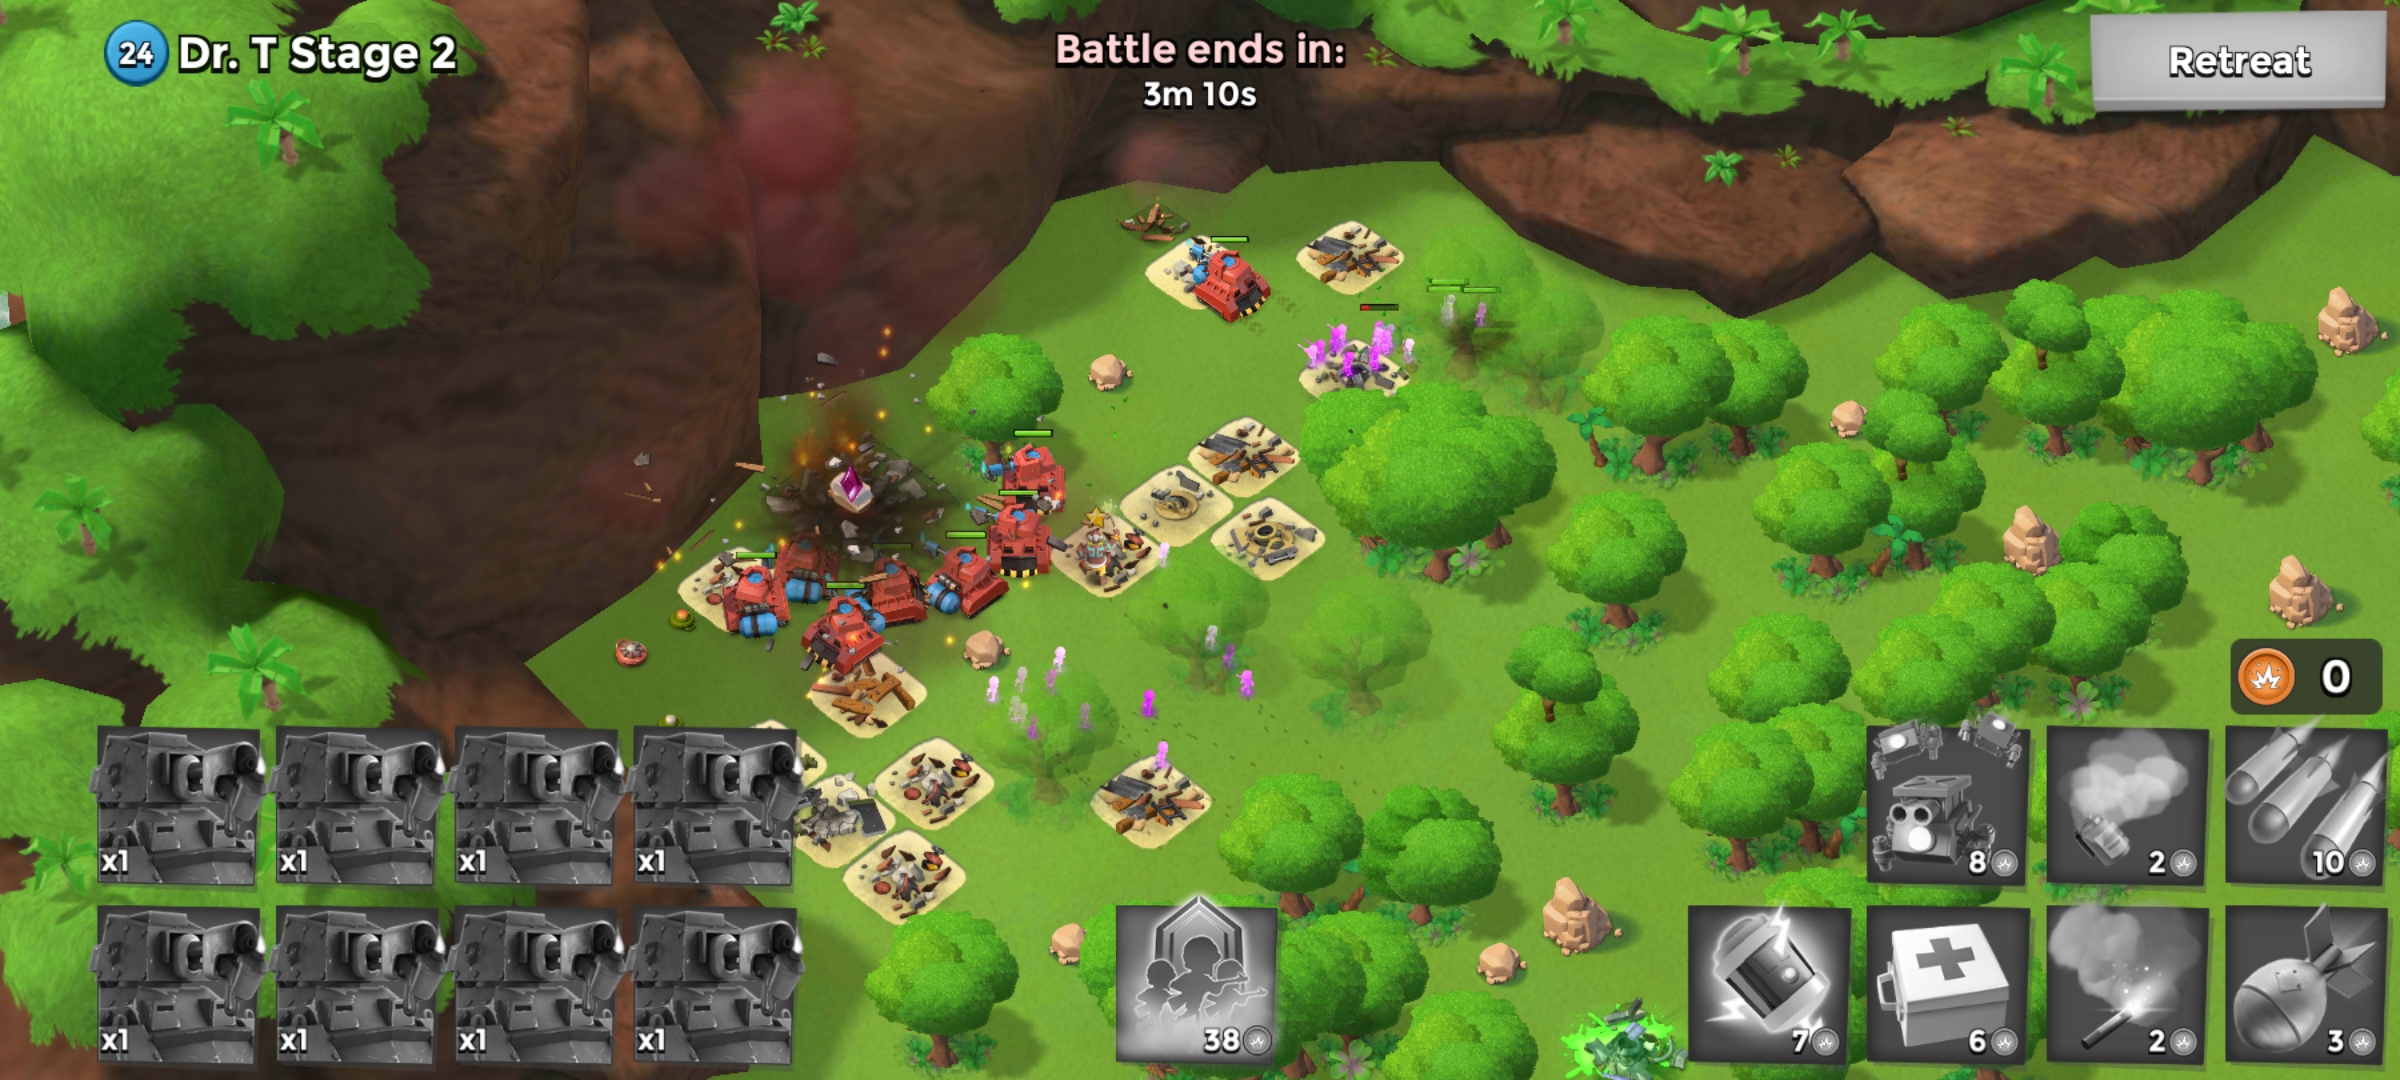 24 Dr. T Stage 2
Battle ends in:
3m 10s
Retreat
0
x1 x1 x1 x1
8 2 10
x1 x1 x1 x1
38
7 6 2 3